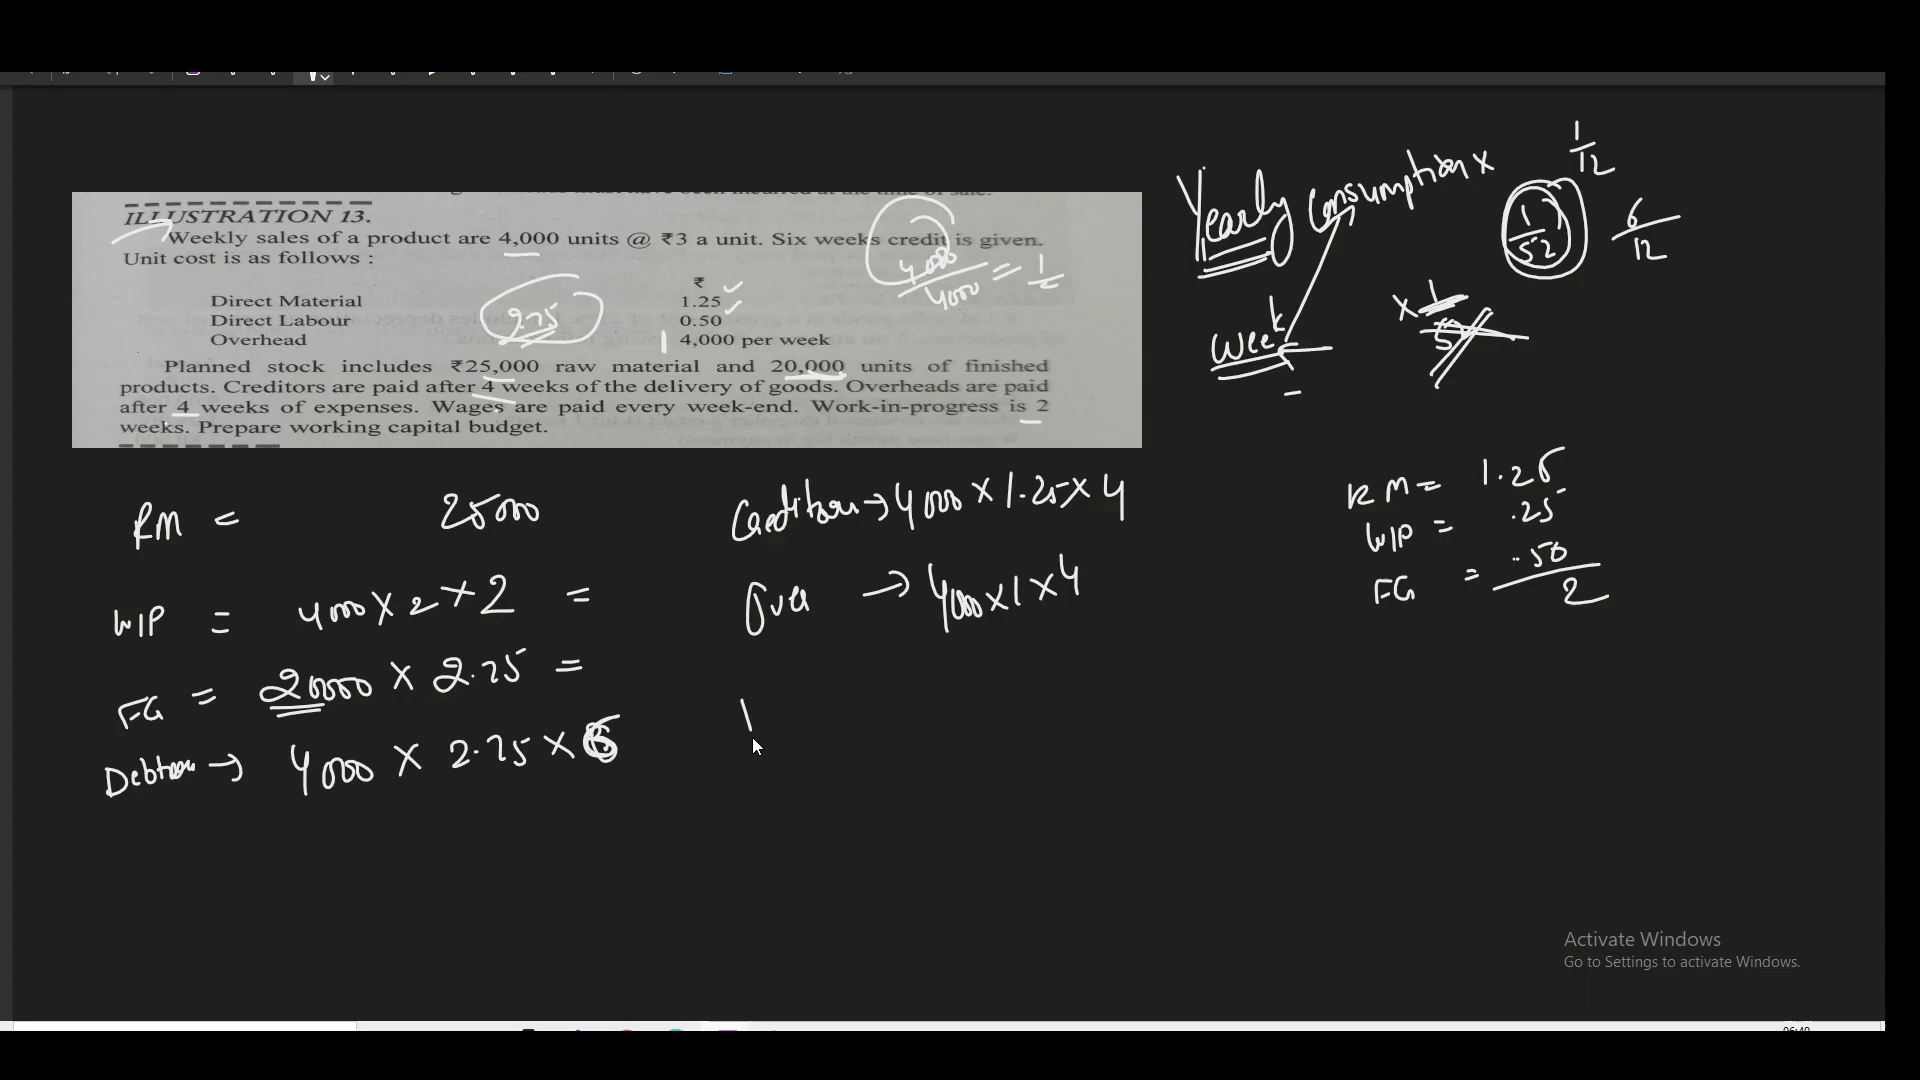 ILLUSTRATION 13.
Weekly sales of a product are 4,000 units @ ₹3 a unit. Six weeks credit is given.
Unit cost is as follows :
₹
Direct Material 1.25
Direct Labour 0.50
Overhead 4,000 per week
Planned stock includes ₹25,000 raw material and 20,000 units of finished
products. Creditors are paid after 4 weeks of the delivery of goods. Overheads are paid
after 4 weeks of expenses. Wages are paid every week-end. Work-in-progress is 2
weeks. Prepare working capital budget.
2.25
4000/4000 = 1
1
Yearly Consumption x 1/12
1/52 6/12
Week
RM = 25000
WIP = 4000 x 2 x 2 =
FG = 20000 x 2.25 =
Debtors → 4000 x 2.25 x 6
Creditors → 4000 x 1.25 x 4
Over → 4000 x 1 x 4
RM = 1.25
WIP = .25
FG = .50
2
Activate Windows
Go to Settings to activate Windows.